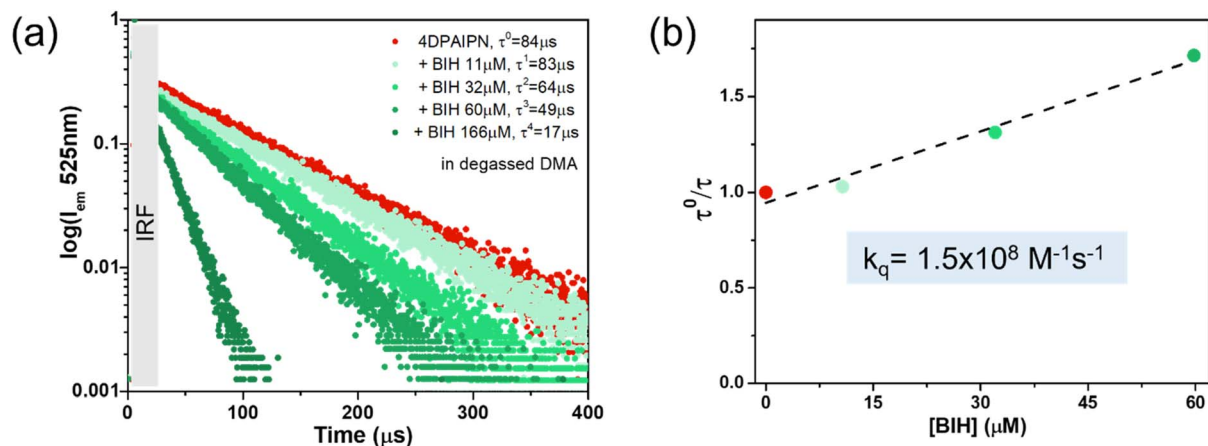 (a)
1
0.1
0.01
0.001
log(I_em 525nm)
IRF
4DPAIPN, τ⁰=84μs
+ BIH 11μM, τ¹=83μs
+ BIH 32μM, τ²=64μs
+ BIH 60μM, τ³=49μs
+ BIH 166μM, τ⁴=17μs
in degassed DMA
0 100 200 300 400
Time (μs)
(b)
1.5
1.0
0.5
0.0
τ⁰/τ
k_q= 1.5x10⁸ M⁻¹s⁻¹
0 15 30 45 60
[BIH] (μM)